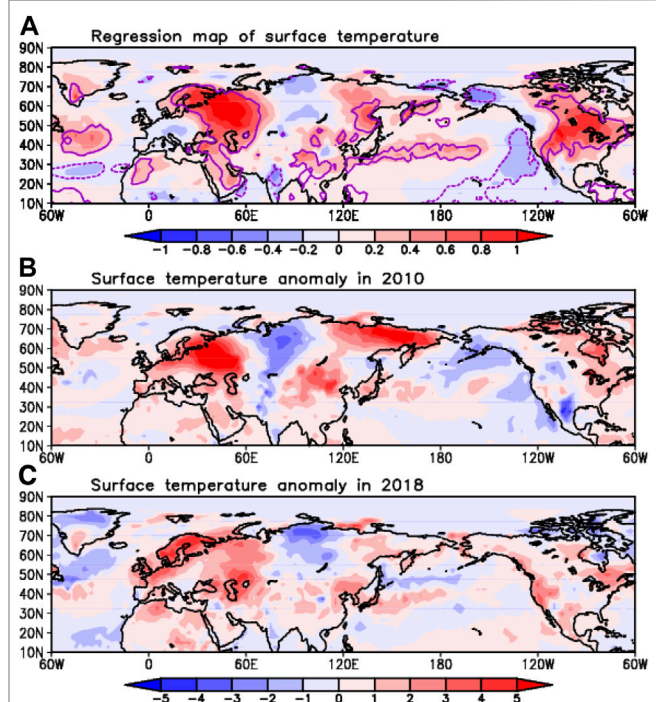 A
Regression map of surface temperature
90N
80N
70N
60N
50N
40N
30N
20N
10N
60W 0 60E 120E 180 120W 60W
-1 -0.8 -0.6 -0.4 -0.2 0 0.2 0.4 0.6 0.8 1
B
Surface temperature anomaly in 2010
90N
80N
70N
60N
50N
40N
30N
20N
10N
60W 0 60E 120E 180 120W 60W
C
Surface temperature anomaly in 2018
90N
80N
70N
60N
50N
40N
30N
20N
10N
60W 0 60E 120E 180 120W 60W
-5 -4 -3 -2 -1 0 1 2 3 4 5